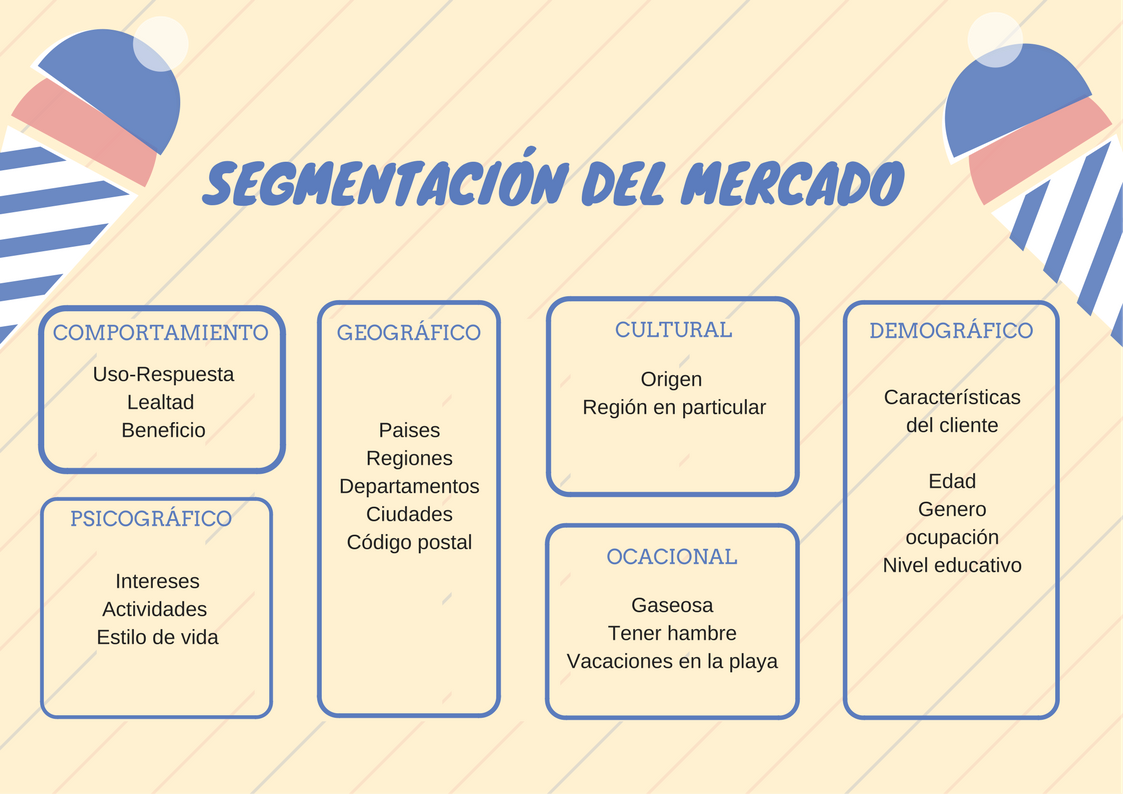 SEGMENTACIÓN DEL MERCADO
COMPORTAMIENTO
Uso-Respuesta
Lealtad
Beneficio
PSICOGRÁFICO
Intereses
Actividades
Estilo de vida
GEOGRÁFICO
Paises
Regiones
Departamentos
Ciudades
Código postal
CULTURAL
Origen
Región en particular
OCACIONAL
Gaseosa
Tener hambre
Vacaciones en la playa
DEMOGRÁFICO
Características
del cliente
Edad
Genero
ocupación
Nivel educativo